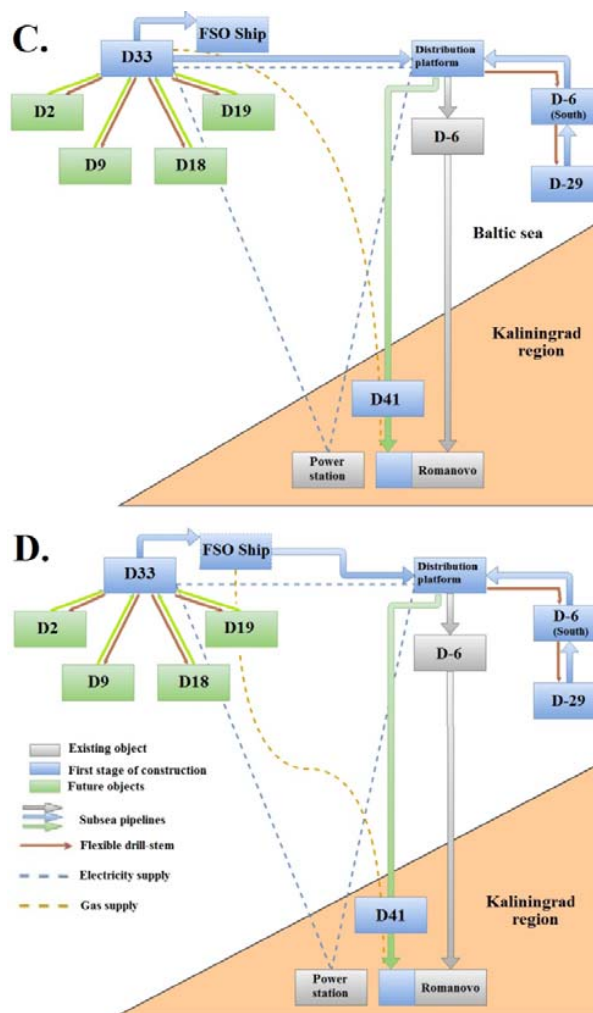 C.
FSO Ship
D33
Distribution
platform
D2
D19
D9
D18
D-6
D-6
(South)
D-29
Baltic sea
Kaliningrad
region
D41
Power
station
Romanovo
D.
FSO Ship
D33
Distribution
platform
D2
D19
D9
D18
D-6
D-6
(South)
D-29
Existing object
First stage of construction
Future objects
Subsea pipelines
Flexible drill-stem
Electricity supply
Gas supply
Kaliningrad
region
D41
Power
station
Romanovo